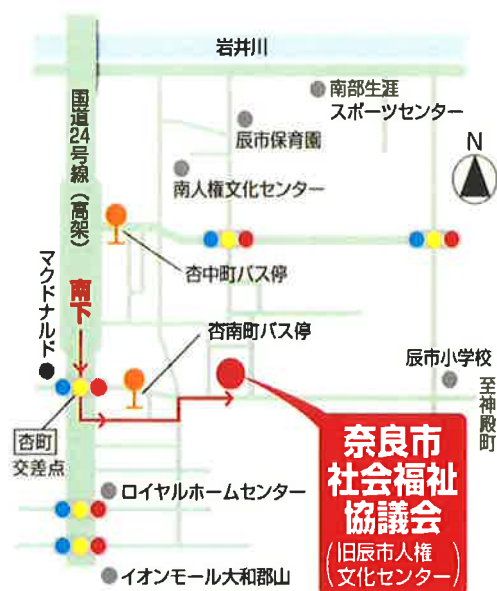 岩井川
国道24号線（高架）
南部生涯
スポーツセンター
辰市保育園
南人権文化センター
N
杏中町バス停
マクドナルド
南下
杏南町バス停
辰市小学校
至神殿町
杏町
交差点
奈良市
社会福祉
協議会
（旧辰市人権
文化センター）
ロイヤルホームセンター
イオンモール大和郡山